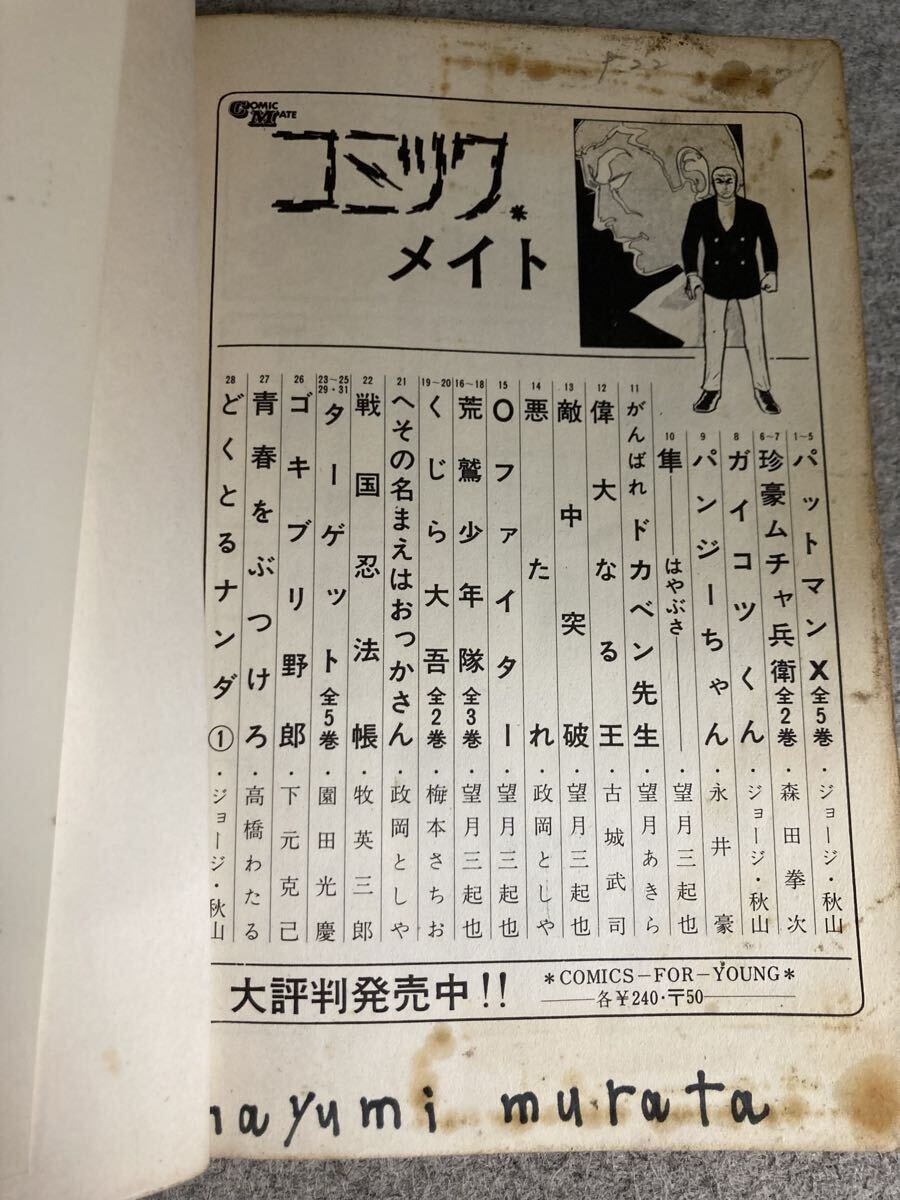 COMIC MATE
コミック
メイト
1〜5 パットマンX全5巻・ジョージ・秋山
6〜7 珍豪ムチャ兵衛全2巻・森田拳次
8 ガイコツくん・ジョージ・秋山
9 パンジーちゃん・永井豪
10 隼――はやぶさ――・望月三起也
11 がんばれドカベン先生・望月あきら
12 偉大なる王・古城武司
13 敵中突破・望月三起也
14 悪たれ・政岡としや
15 Oファイター・望月三起也
16〜18 荒鷲少年隊全3巻・望月三起也
19〜20 くじら大吾全2巻・梅本さちお
21 へその名まえはおっかさん・政岡としや
22 戦国忍法帳・牧英三郎
23〜25 29・31 ターゲット全5巻・園田光慶
26 ゴキブリ野郎・下元克己
27 青春をぶつけろ・高橋わたる
28 どくとるナンダ①・ジョージ・秋山
大評判発売中!!
*COMICS-FOR-YOUNG*
――各¥240・〒50――
mayumi murata